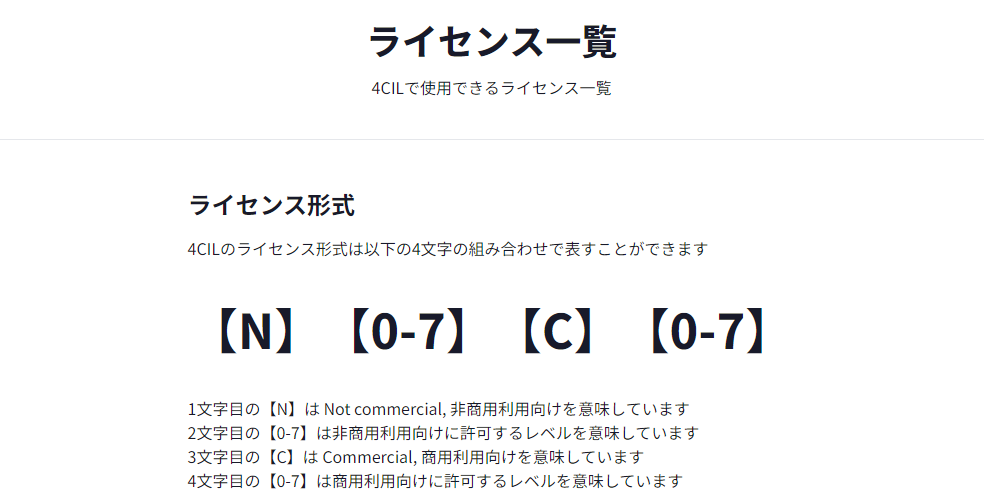 ライセンス一覧
4CILで使用できるライセンス一覧
ライセンス形式
4CILのライセンス形式は以下の4文字の組み合わせで表すことができます
【N】【0-7】【C】【0-7】
1文字目の【N】は Not commercial, 非商用利用向けを意味しています
2文字目の【0-7】は非商用利用向けに許可するレベルを意味しています
3文字目の【C】は Commercial, 商用利用向けを意味しています
4文字目の【0-7】は商用利用向けに許可するレベルを意味しています